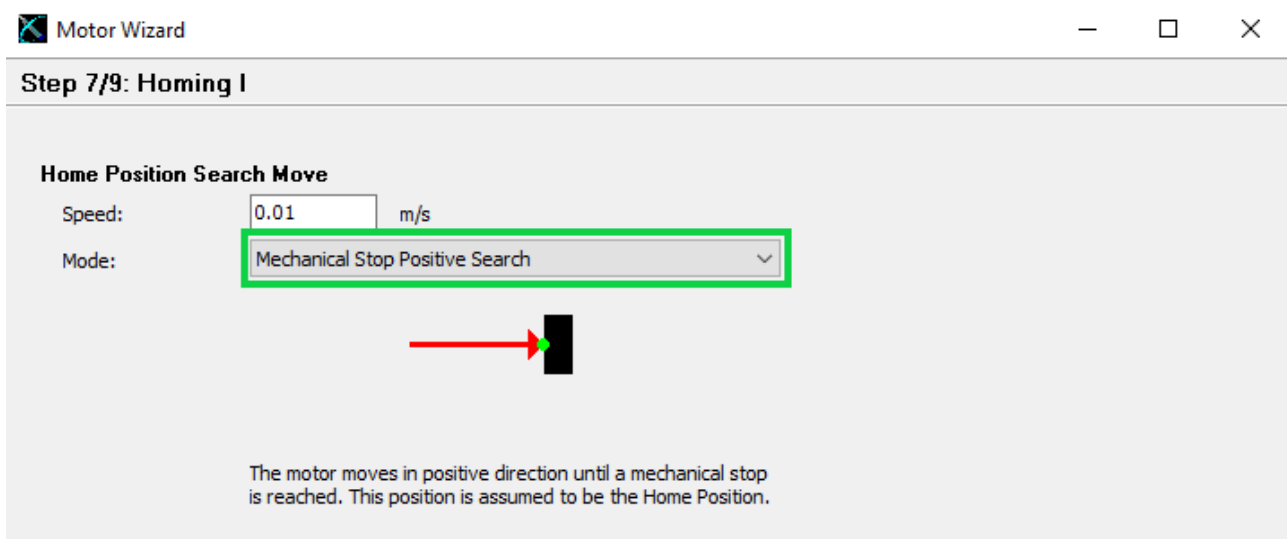 Motor Wizard
Step 7/9: Homing I
Home Position Search Move
Speed: 0.01 m/s
Mode: Mechanical Stop Positive Search
The motor moves in positive direction until a mechanical stop
is reached. This position is assumed to be the Home Position.